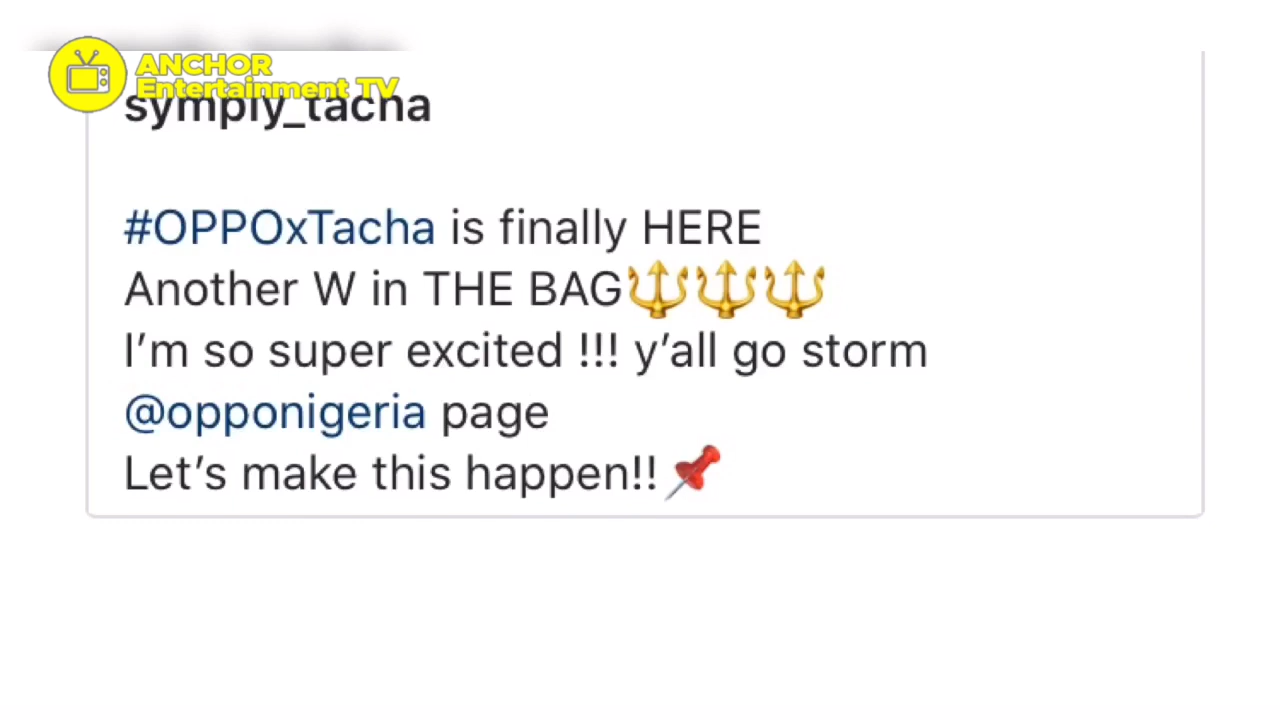 ANCHOR
Entertainment TV
symply_tacha
#OPPOxTacha is finally HERE
Another W in THE BAG🔱🔱🔱
I’m so super excited !!! y’all go storm
@opponigeria page
Let’s make this happen!!📌